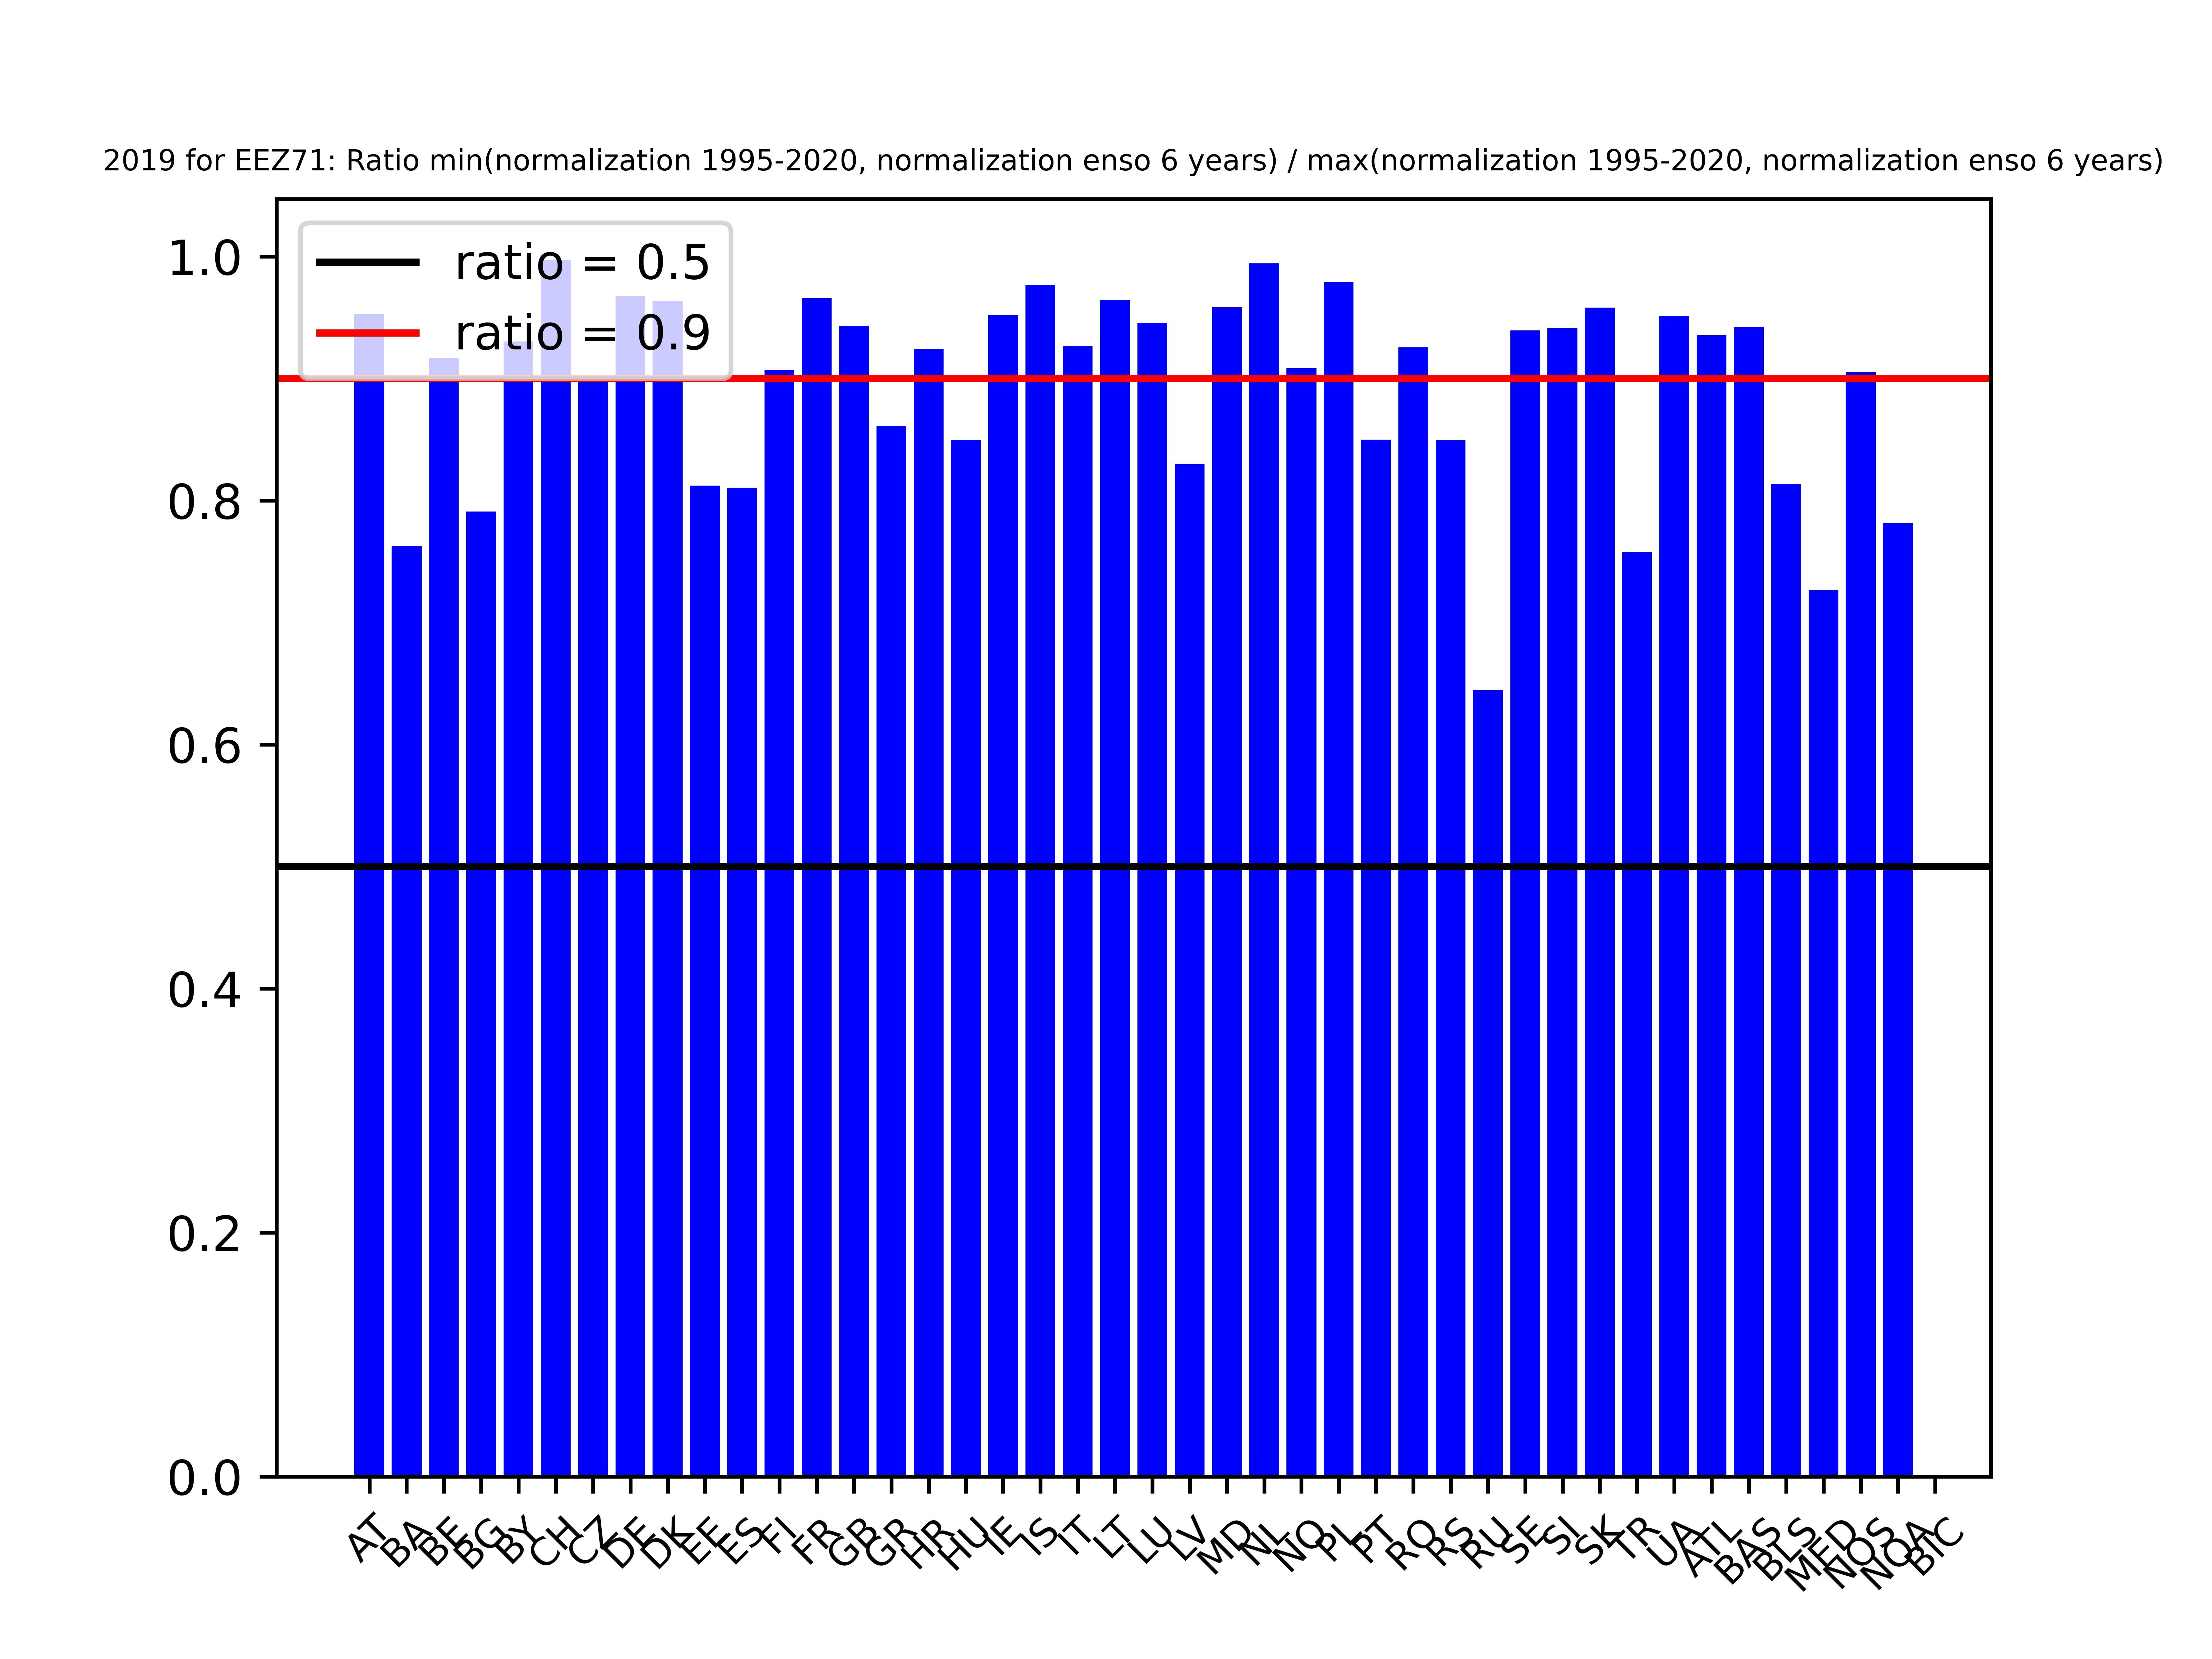 2019 for EEZ71: Ratio min(normalization 1995-2020, normalization enso 6 years) / max(normalization 1995-2020, normalization enso 6 years)
ratio = 0.5
ratio = 0.9
1.0
0.8
0.6
0.4
0.2
0.0
AT BA BE BG BY CH CZ DE DK EE ES FI FR GB GR HR HU IE IS IT LT LU LV MD NL NO PL PT RO RS RU SE SI SK TR UA ATL BAS BLS MED NOS NOA BIC